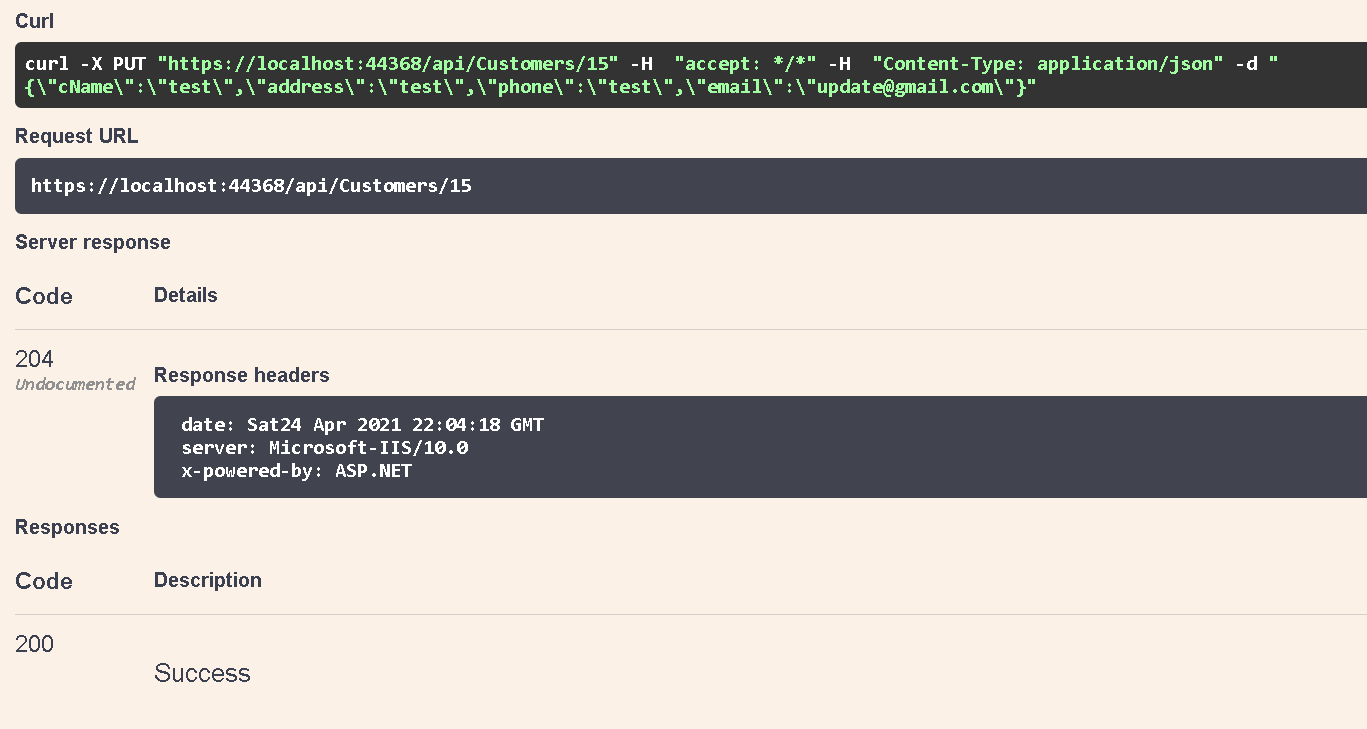 Curl
curl -X PUT "https://localhost:44368/api/Customers/15" -H  "accept: */*" -H  "Content-Type: application/json" -d "
{\"cName\":\"test\",\"address\":\"test\",\"phone\":\"test\",\"email\":\"update@gmail.com\"}"
Request URL
https://localhost:44368/api/Customers/15
Server response
Code Details
204
Undocumented
Response headers
date: Sat24 Apr 2021 22:04:18 GMT
server: Microsoft-IIS/10.0
x-powered-by: ASP.NET
Responses
Code Description
200
Success